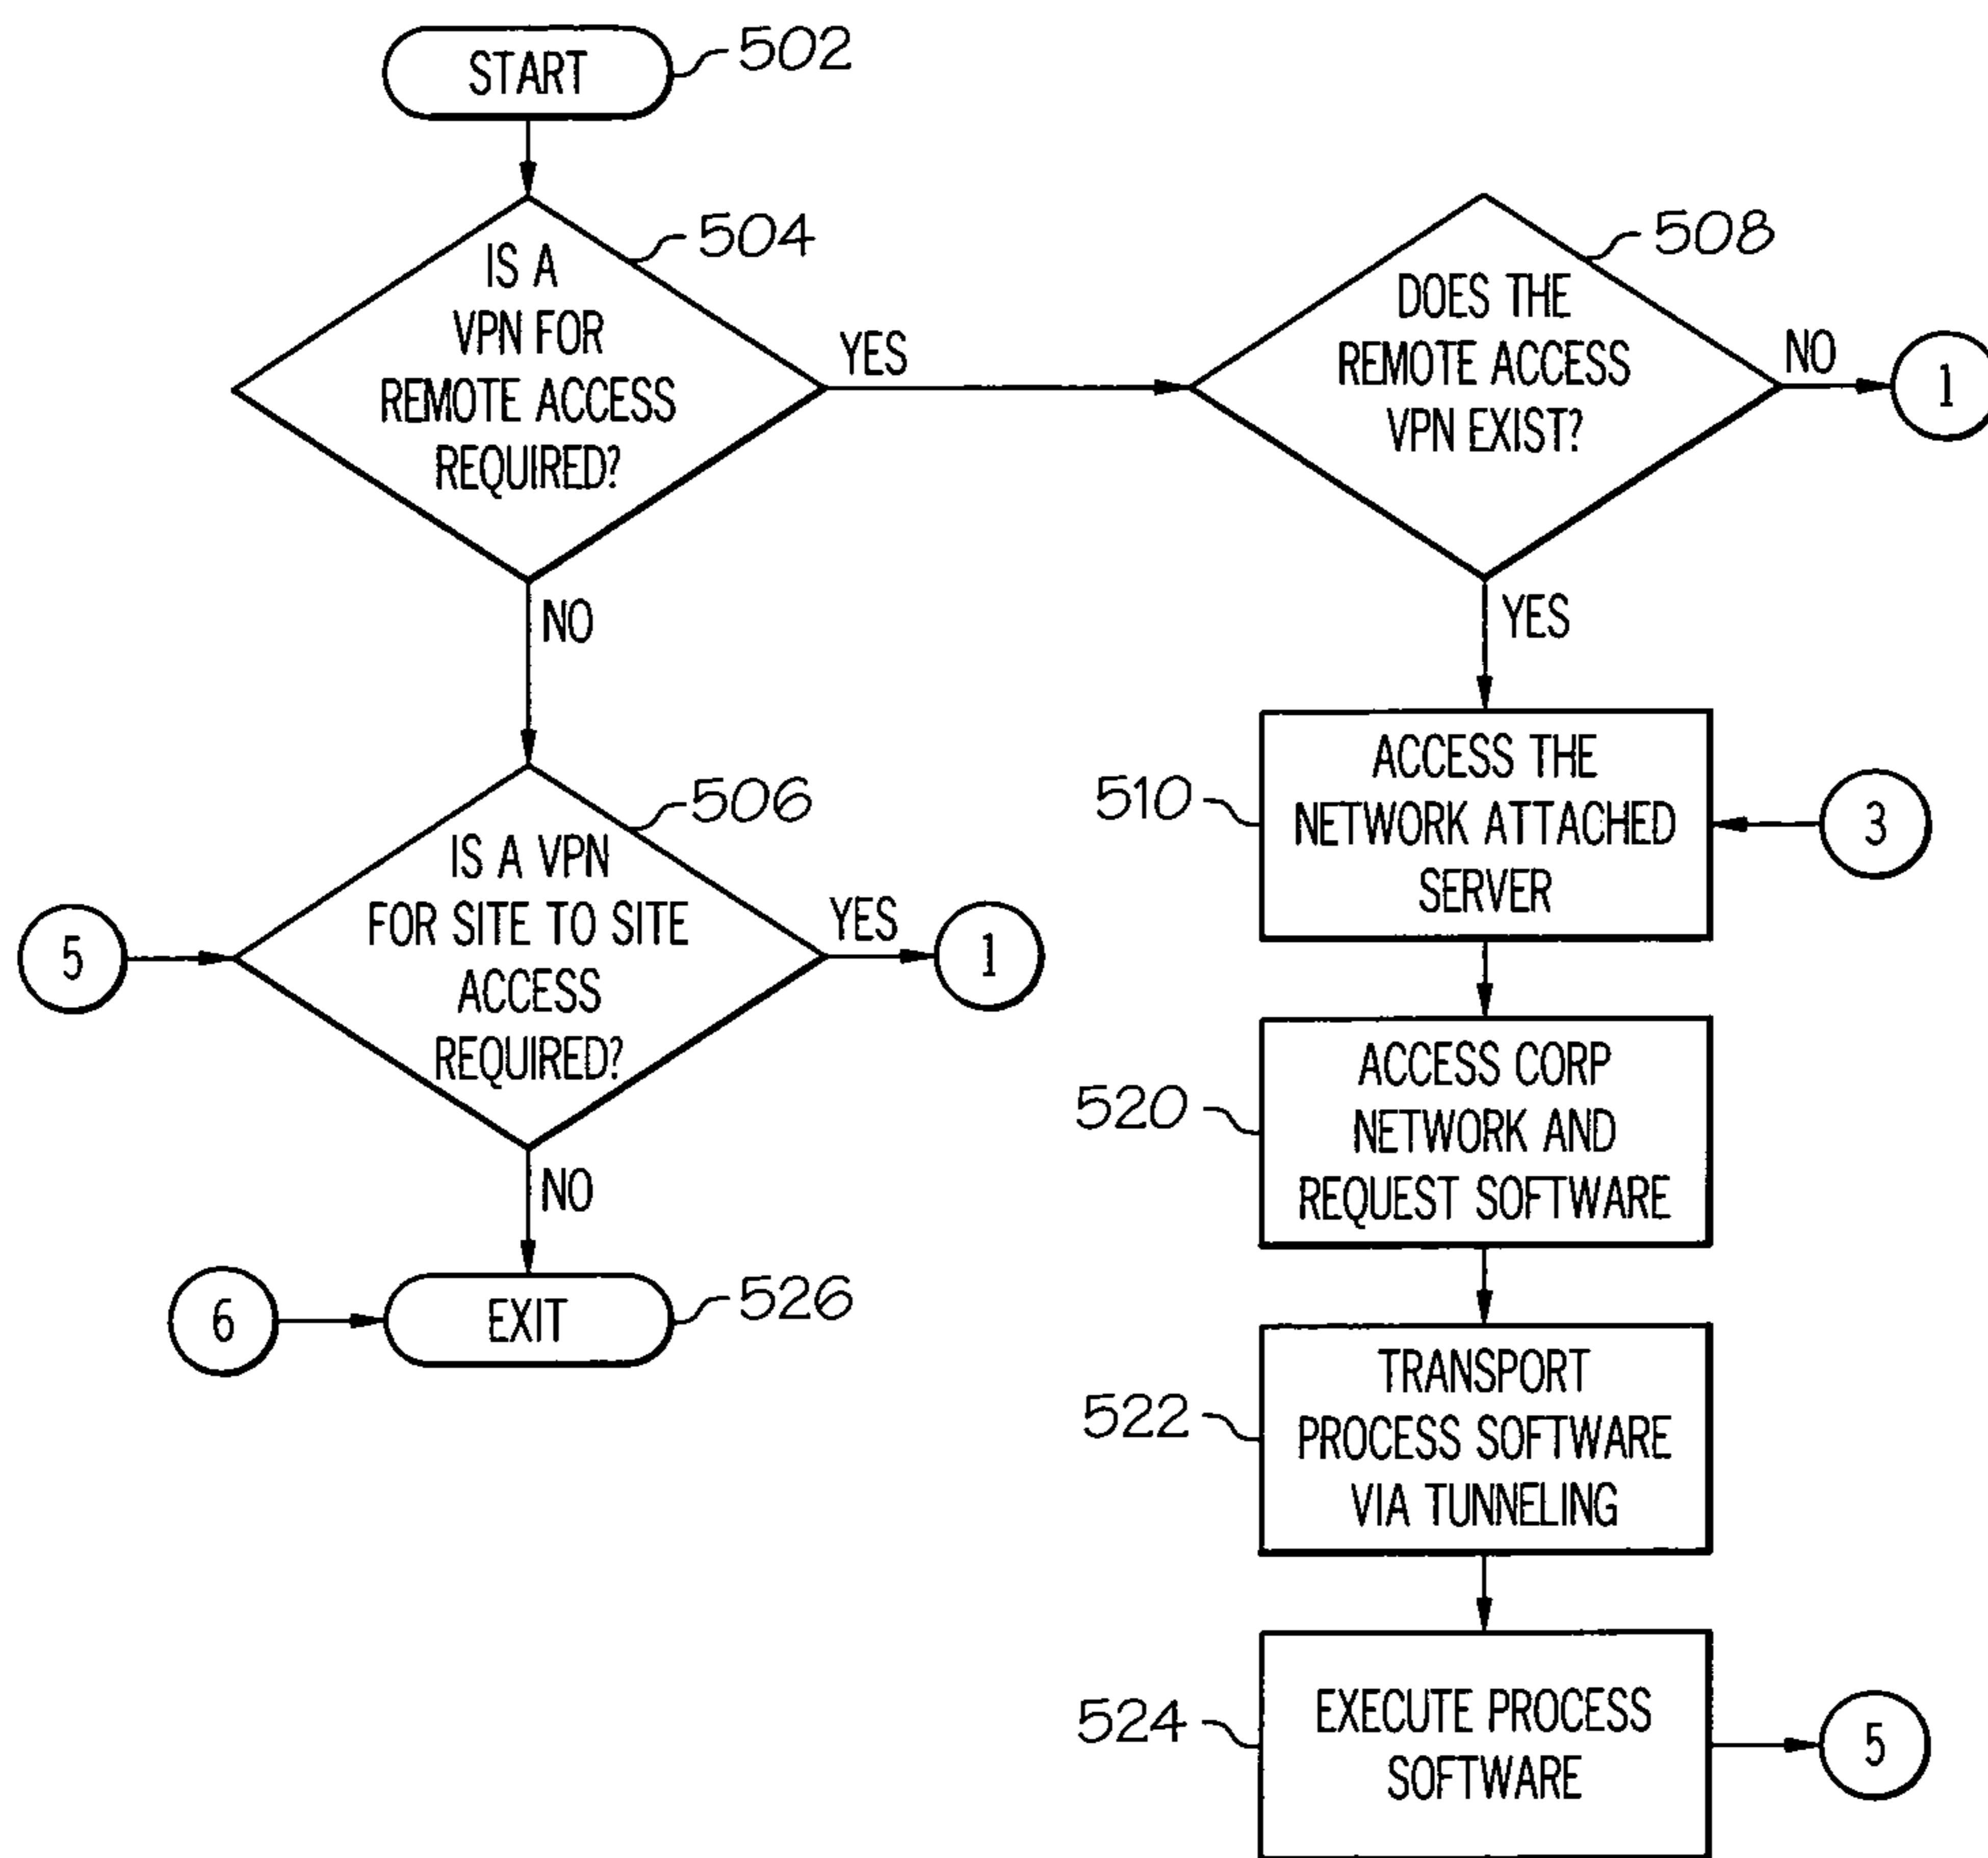 START
502
IS A
VPN FOR
REMOTE ACCESS
REQUIRED?
504
YES
NO
DOES THE
REMOTE ACCESS
VPN EXIST?
508
NO
1
YES
IS A VPN
FOR SITE TO SITE
ACCESS
REQUIRED?
506
5
YES
1
NO
6
EXIT
526
510
ACCESS THE
NETWORK ATTACHED
SERVER
3
520
ACCESS CORP
NETWORK AND
REQUEST SOFTWARE
522
TRANSPORT
PROCESS SOFTWARE
VIA TUNNELING
524
EXECUTE PROCESS
SOFTWARE
5